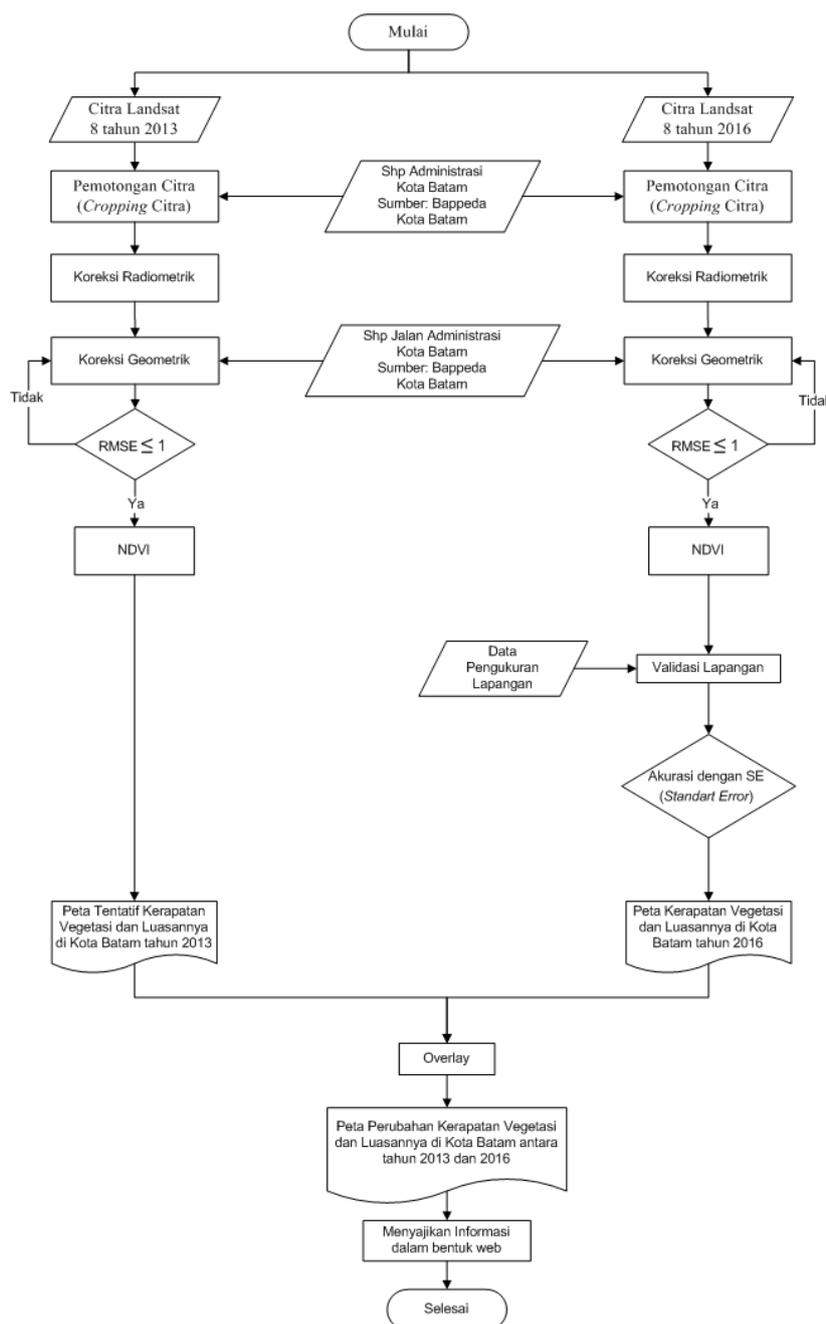 Mulai
Citra Landsat
8 tahun 2013
Citra Landsat
8 tahun 2016
Pemotongan Citra
(Cropping Citra)
Shp Administrasi
Kota Batam
Sumber: Bappeda
Kota Batam
Pemotongan Citra
(Cropping Citra)
Koreksi Radiometrik
Koreksi Radiometrik
Koreksi Geometrik
Shp Jalan Administrasi
Kota Batam
Sumber: Bappeda
Kota Batam
Koreksi Geometrik
Tidak
Tidak
RMSE ≤ 1
RMSE ≤ 1
Ya
Ya
NDVI
NDVI
Data
Pengukuran
Lapangan
Validasi Lapangan
Akurasi dengan SE
(Standart Error)
Peta Tentatif Kerapatan
Vegetasi dan Luasannya
di Kota Batam tahun 2013
Peta Kerapatan Vegetasi
dan Luasannya di Kota
Batam tahun 2016
Overlay
Peta Perubahan Kerapatan Vegetasi
dan Luasannya di Kota Batam antara
tahun 2013 dan 2016
Menyajikan Informasi
dalam bentuk web
Selesai